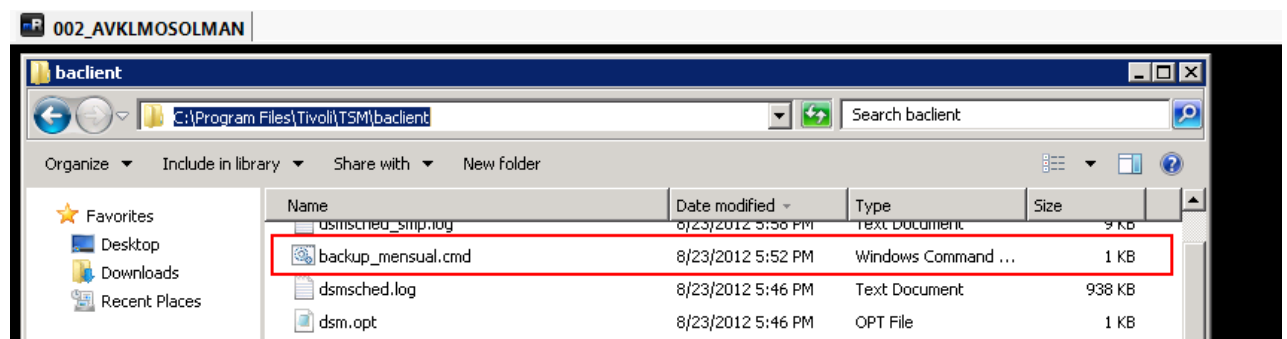 002_AVKLMOSOLMAN
baclient
C:\Program Files\Tivoli\TSM\baclient
Search baclient
Organize Include in library Share with New folder
Favorites
Desktop
Downloads
Recent Places
Name Date modified Type Size
dsmsched_smp.log 8/23/2012 5:58 PM Text Document 9 KB
backup_mensual.cmd 8/23/2012 5:52 PM Windows Command ... 1 KB
dsmsched.log 8/23/2012 5:46 PM Text Document 938 KB
dsm.opt 8/23/2012 5:46 PM OPT File 1 KB